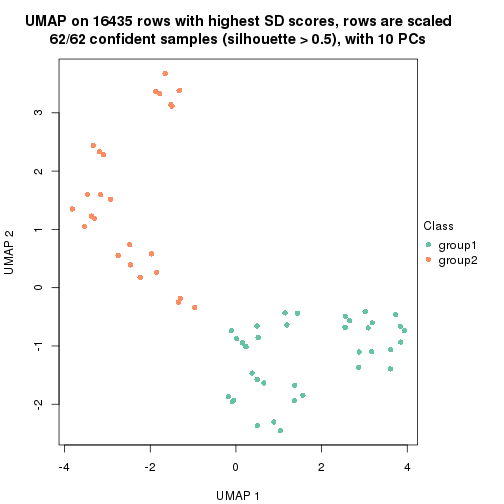 UMAP on 16435 rows with highest SD scores, rows are scaled
62/62 confident samples (silhouette > 0.5), with 10 PCs
3
2
1
0
-1
-2
UMAP 2
-4
-2
0
2
4
UMAP 1
Class
group1
group2